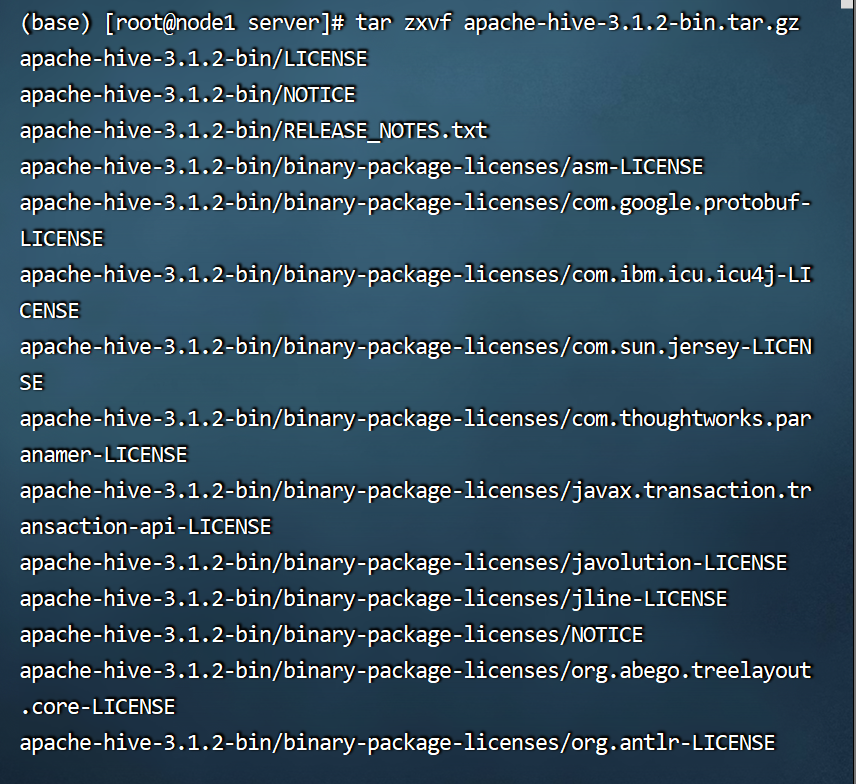 (base) [root@node1 server]# tar zxvf apache-hive-3.1.2-bin.tar.gz
apache-hive-3.1.2-bin/LICENSE
apache-hive-3.1.2-bin/NOTICE
apache-hive-3.1.2-bin/RELEASE_NOTES.txt
apache-hive-3.1.2-bin/binary-package-licenses/asm-LICENSE
apache-hive-3.1.2-bin/binary-package-licenses/com.google.protobuf-
LICENSE
apache-hive-3.1.2-bin/binary-package-licenses/com.ibm.icu.icu4j-LI
CENSE
apache-hive-3.1.2-bin/binary-package-licenses/com.sun.jersey-LICEN
SE
apache-hive-3.1.2-bin/binary-package-licenses/com.thoughtworks.par
anamer-LICENSE
apache-hive-3.1.2-bin/binary-package-licenses/javax.transaction.tr
ansaction-api-LICENSE
apache-hive-3.1.2-bin/binary-package-licenses/javolution-LICENSE
apache-hive-3.1.2-bin/binary-package-licenses/jline-LICENSE
apache-hive-3.1.2-bin/binary-package-licenses/NOTICE
apache-hive-3.1.2-bin/binary-package-licenses/org.abego.treelayout
.core-LICENSE
apache-hive-3.1.2-bin/binary-package-licenses/org.antlr-LICENSE